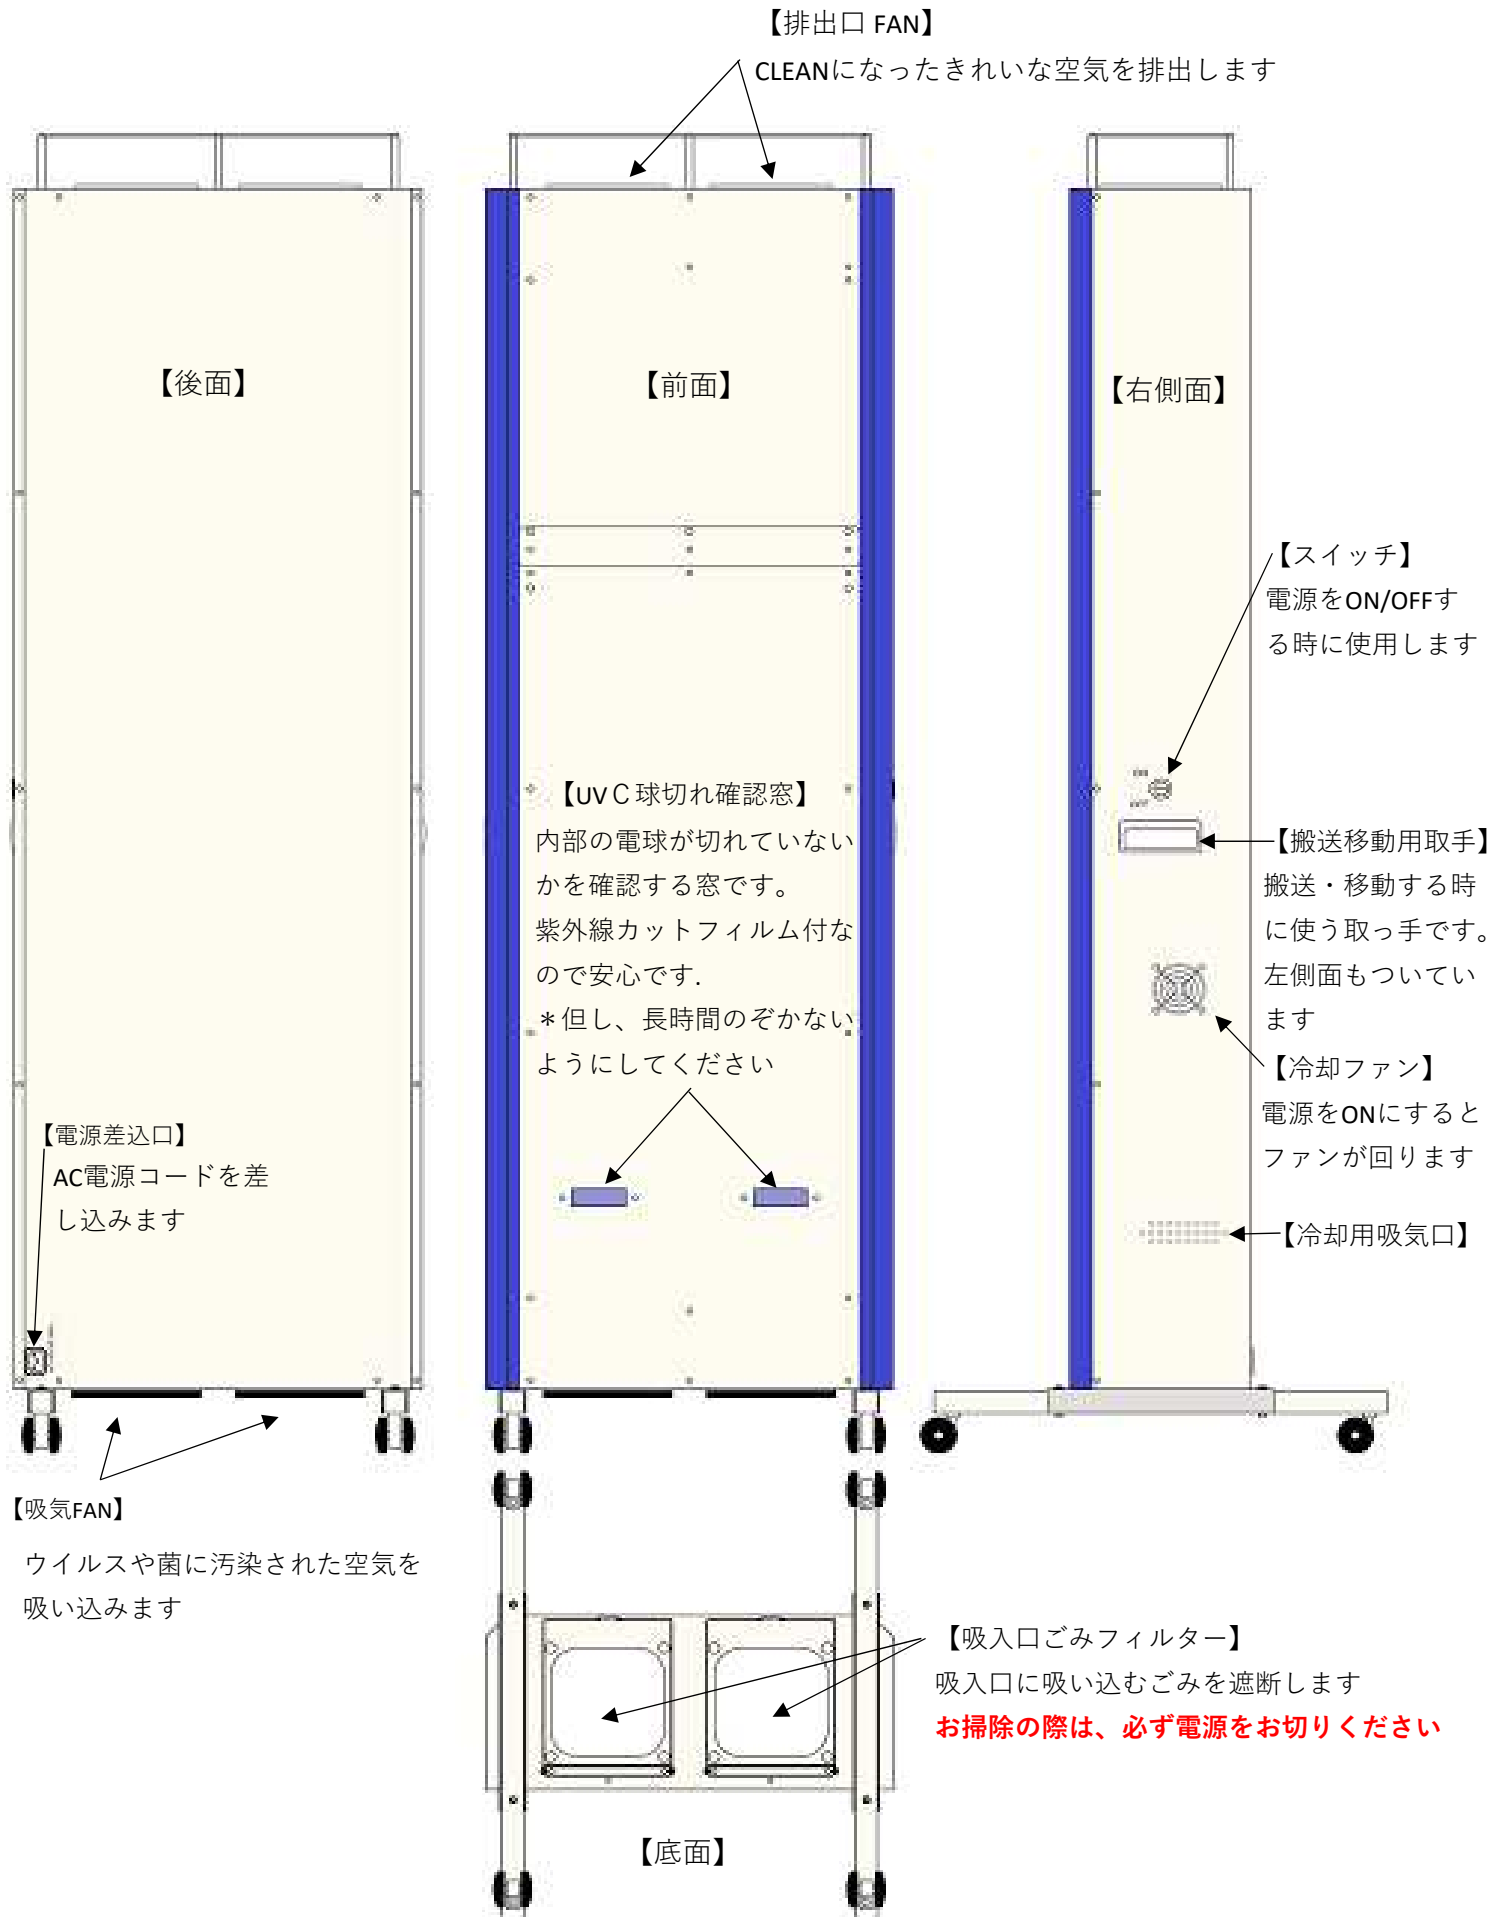 【排出口 FAN】
CLEANになったきれいな空気を排出します
【後面】
【前面】
【右側面】
【スイッチ】
電源をON/OFFす
る時に使用します
【UVＣ球切れ確認窓】
内部の電球が切れていない
かを確認する窓です。
紫外線カットフィルム付な
ので安心です.
＊但し、長時間のぞかない
ようにしてください
【搬送移動用取手】
搬送・移動する時
に使う取っ手です。
左側面もついてい
ます
【冷却ファン】
電源をONにすると
ファンが回ります
【電源差込口】
AC電源コードを差
し込みます
【冷却用吸気口】
【吸気FAN】
ウイルスや菌に汚染された空気を
吸い込みます
【吸入口ごみフィルター】
吸入口に吸い込むごみを遮断します
お掃除の際は、必ず電源をお切りください
【底面】